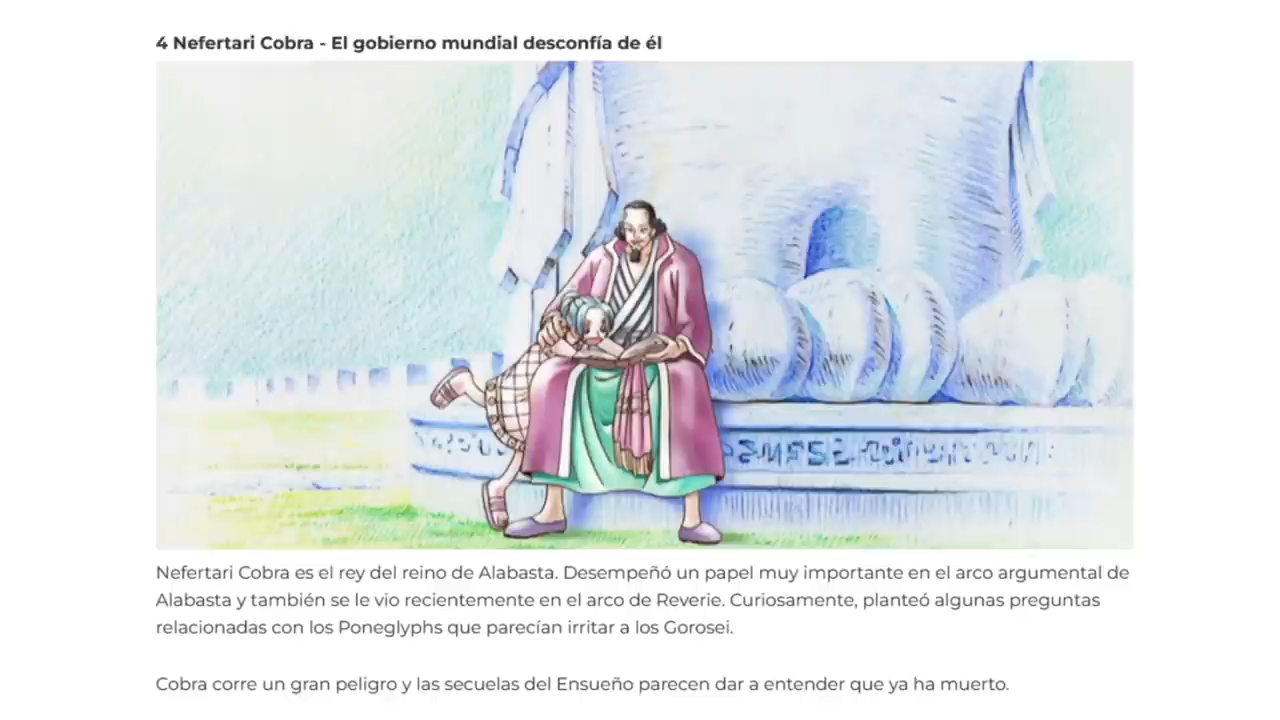 4 Nefertari Cobra - El gobierno mundial desconfía de él
Nefertari Cobra es el rey del reino de Alabasta. Desempeñó un papel muy importante en el arco argumental de
Alabasta y también se le vio recientemente en el arco de Reverie. Curiosamente, planteó algunas preguntas
relacionadas con los Poneglyphs que parecían irritar a los Gorosei.
Cobra corre un gran peligro y las secuelas del Ensueño parecen dar a entender que ya ha muerto.